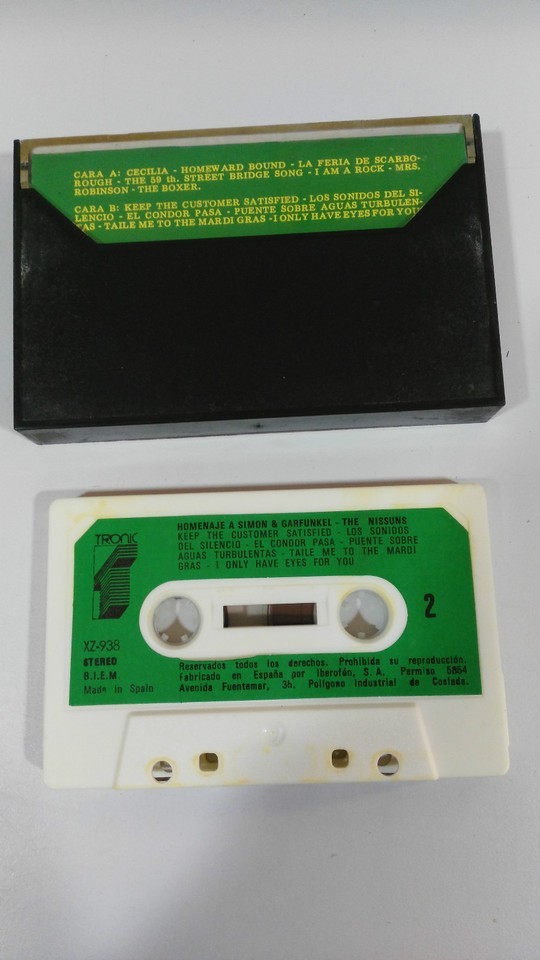 CARA A: CECILIA - HOMEWARD BOUND - LA FERIA DE SCARBO-
ROUGH - THE 59 th. STREET BRIDGE SONG - I AM A ROCK - MRS.
ROBINSON - THE BOXER.
CARA B: KEEP THE CUSTOMER SATISFIED - LOS SONIDOS DEL SI-
LENCIO - EL CONDOR PASA - PUENTE SOBRE AGUAS TURBULEN-
TAS - TAILE ME TO THE MARDI GRAS - I ONLY HAVE EYES FOR YOU
TRONIC
HOMENAJE A SIMON & GARFUNKEL - THE NISSUNS
KEEP THE CUSTOMER SATISFIED - LOS SONIDOS
DEL SILENCIO - EL CONDOR PASA - PUENTE SOBRE
AGUAS TURBULENTAS - TAILE ME TO THE MARDI
GRAS - I ONLY HAVE EYES FOR YOU
2
XZ-938
STEREO
B.I.E.M.
Made in Spain
Reservados todos los derechos. Prohibida su reproducción.
Fabricado en España por Iberofón, S. A. Permiso 5854
Avenida Fuentemar, 35. Polígono Industrial de Coslada.